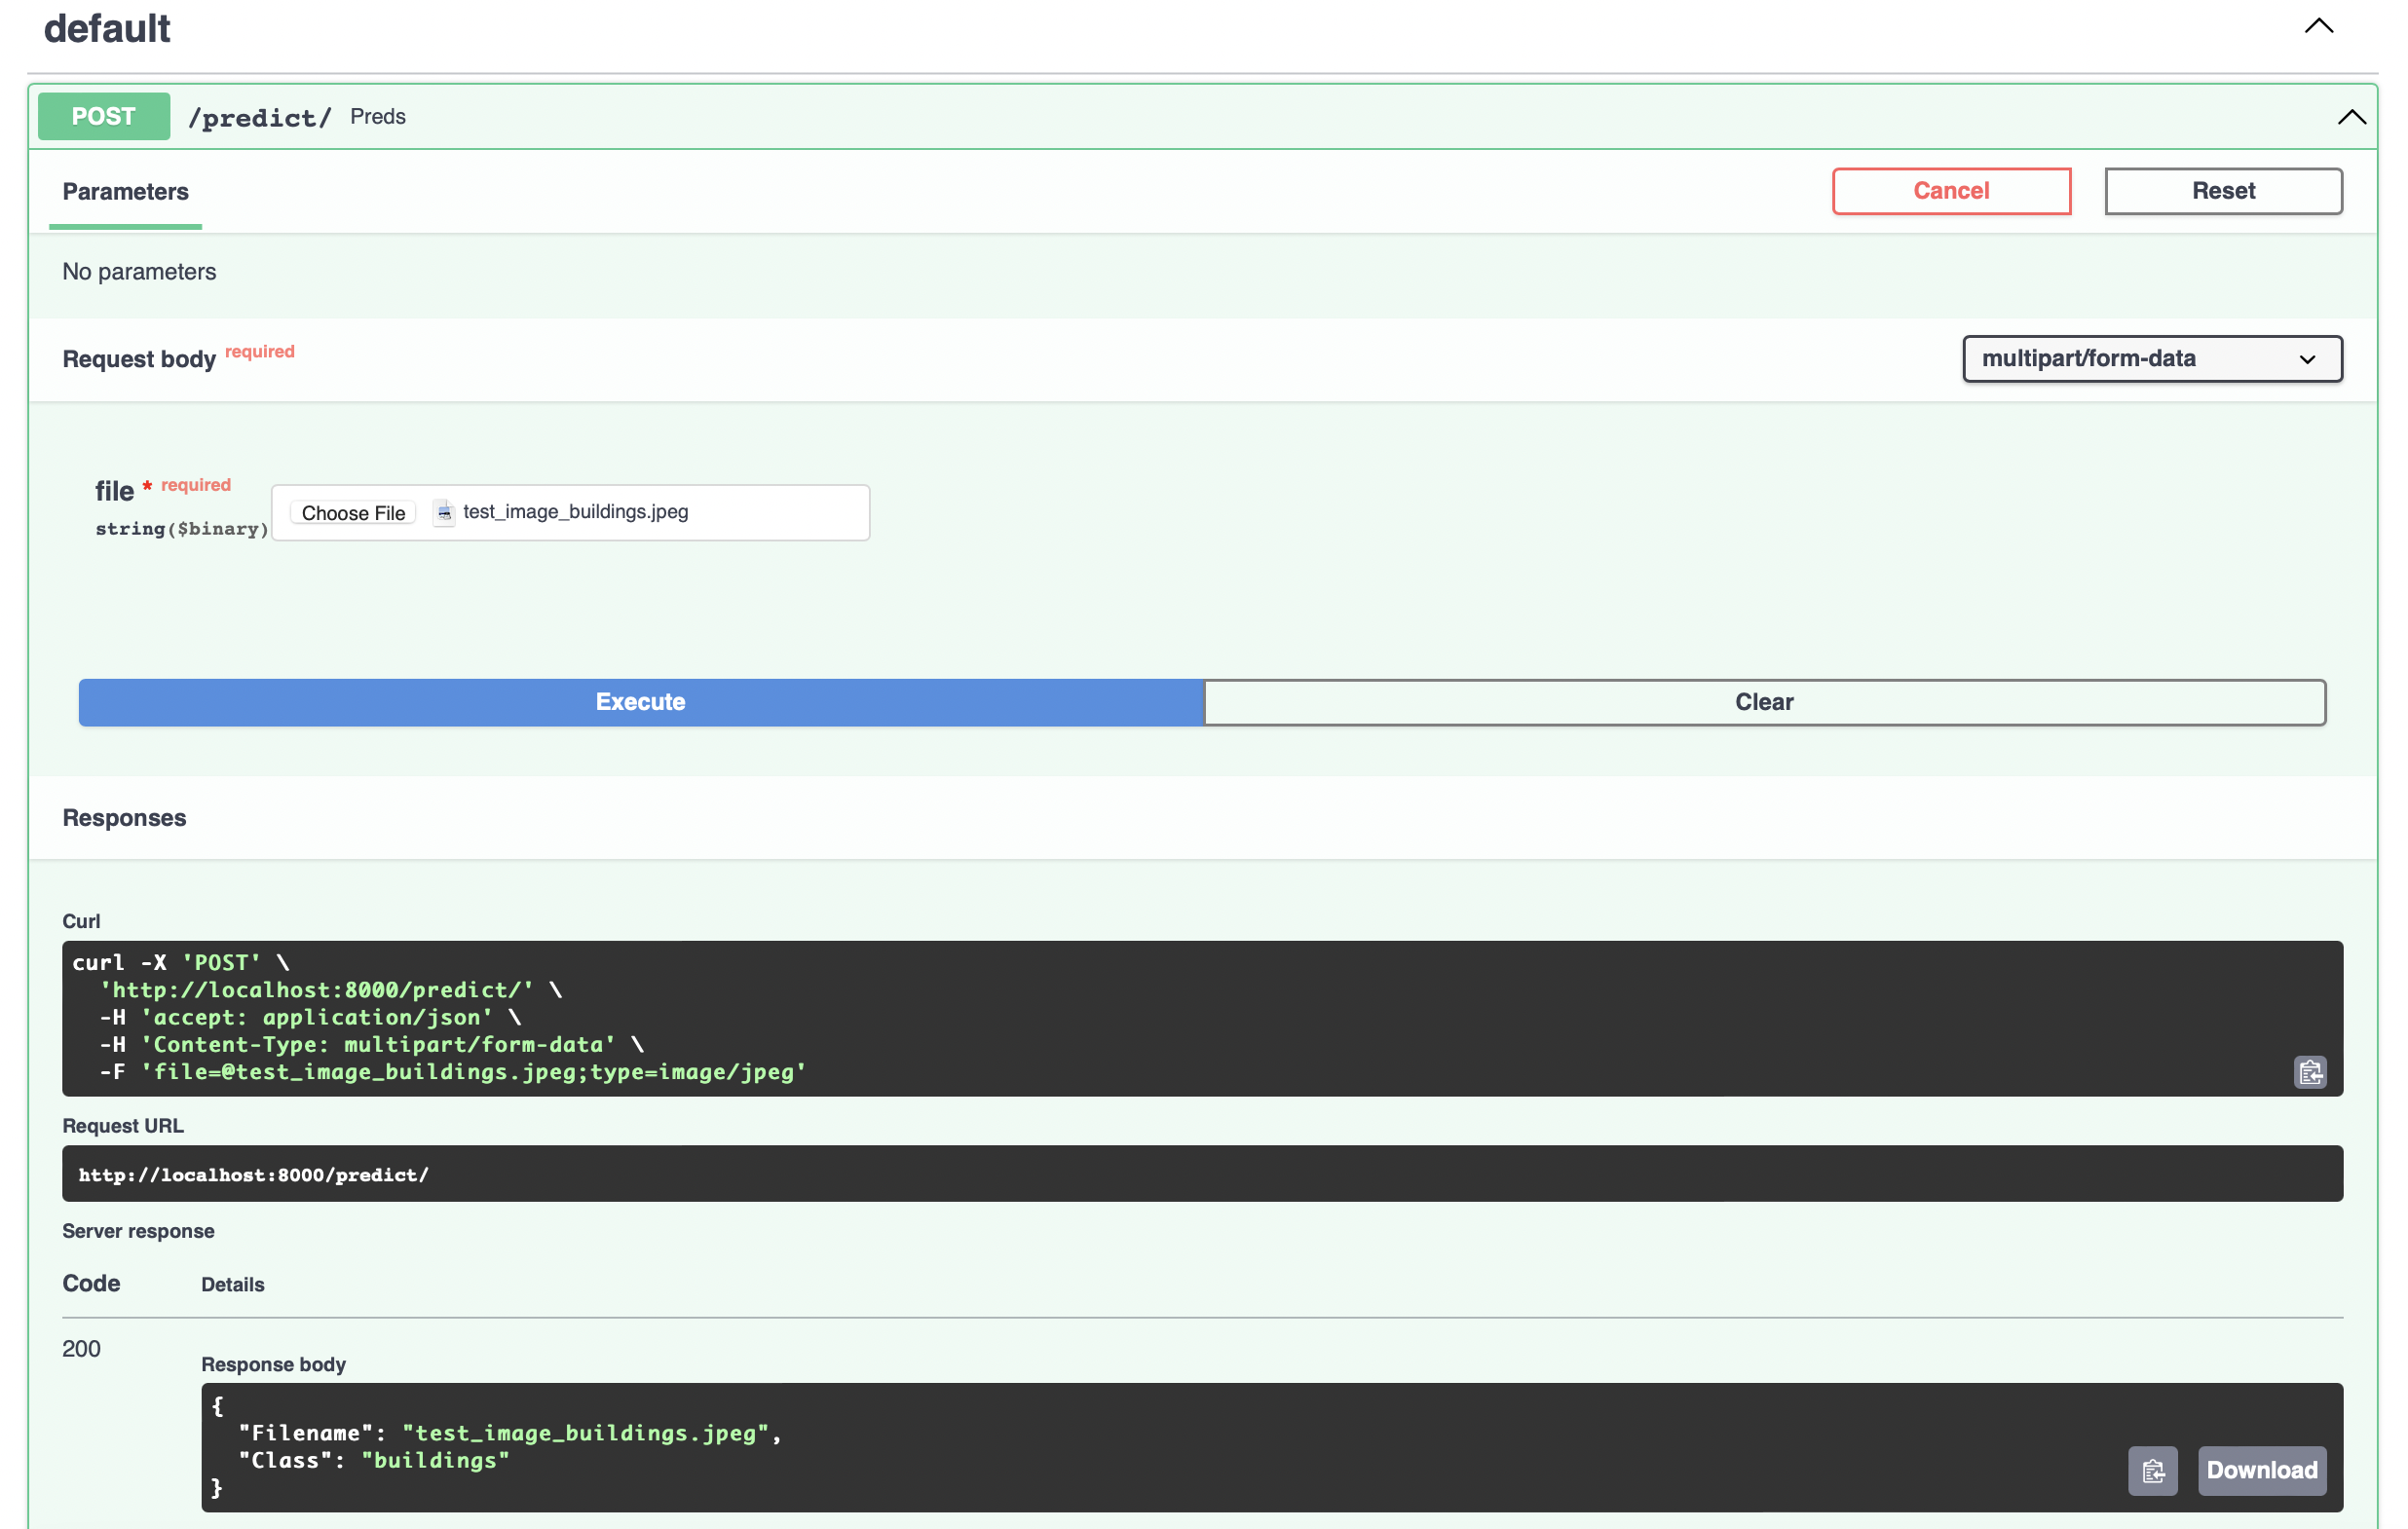 default
POST /predict/ Preds
Parameters
Cancel
Reset
No parameters
Request body required
multipart/form-data
file * required
string($binary)
Choose File test_image_buildings.jpeg
Execute
Clear
Responses
Curl
curl -X 'POST' \
  'http://localhost:8000/predict/' \
  -H 'accept: application/json' \
  -H 'Content-Type: multipart/form-data' \
  -F 'file=@test_image_buildings.jpeg;type=image/jpeg'
Request URL
http://localhost:8000/predict/
Server response
Code Details
200
Response body
{
  "Filename": "test_image_buildings.jpeg",
  "Class": "buildings"
}
Download